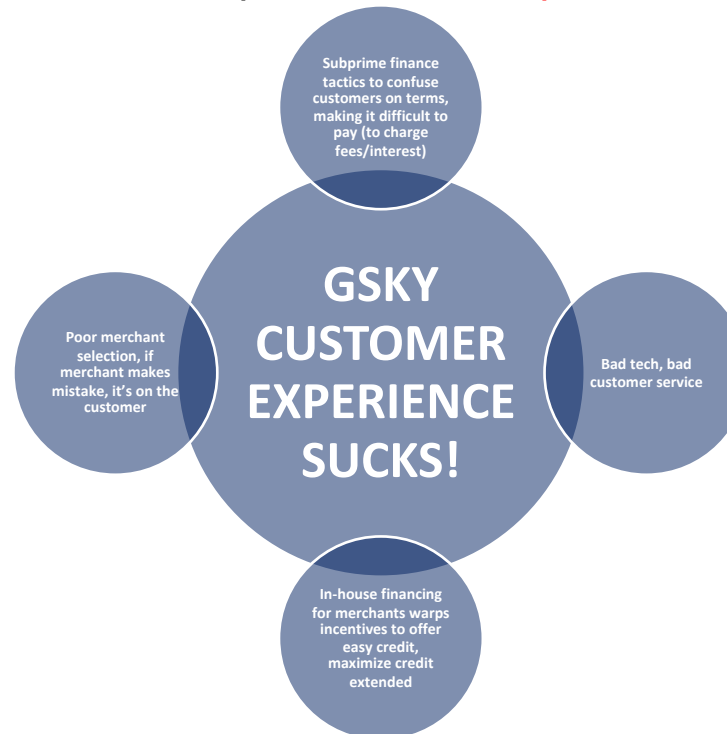 Subprime finance
tactics to confuse
customers on terms,
making it difficult to
pay (to charge
fees/interest)
GSKY
CUSTOMER
EXPERIENCE
SUCKS!
Poor merchant
selection, if
merchant makes
mistake, it's on the
customer
Bad tech, bad
customer service
In-house financing
for merchants warps
incentives to offer
easy credit,
maximize credit
extended